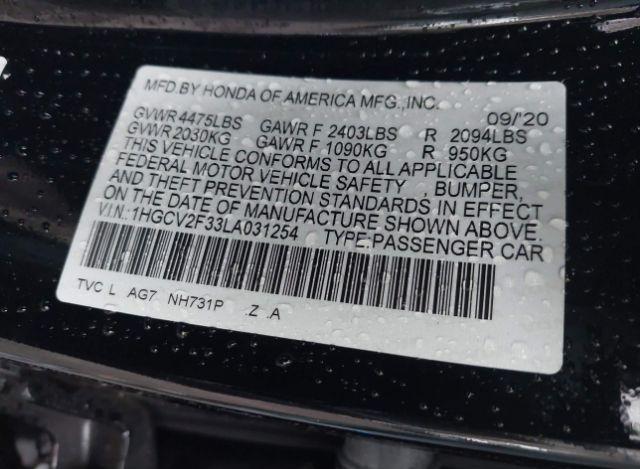 MFD.BY HONDA OF AMERICA MFG.,INC. 09/'20
GVWR 4475LBS GAWR F 2403LBS R 2094LBS
GVWR 2030KG GAWR F 1090KG R 950KG
THIS VEHICLE CONFORMS TO ALL APPLICABLE
FEDERAL MOTOR VEHICLE SAFETY , BUMPER,
AND THEFT PREVENTION STANDARDS IN EFFECT
ON THE DATE OF MANUFACTURE SHOWN ABOVE.
V.I.N.:1HGCV2F33LA031254 TYPE:PASSENGER CAR
TVC L AG7 NH731P Z A